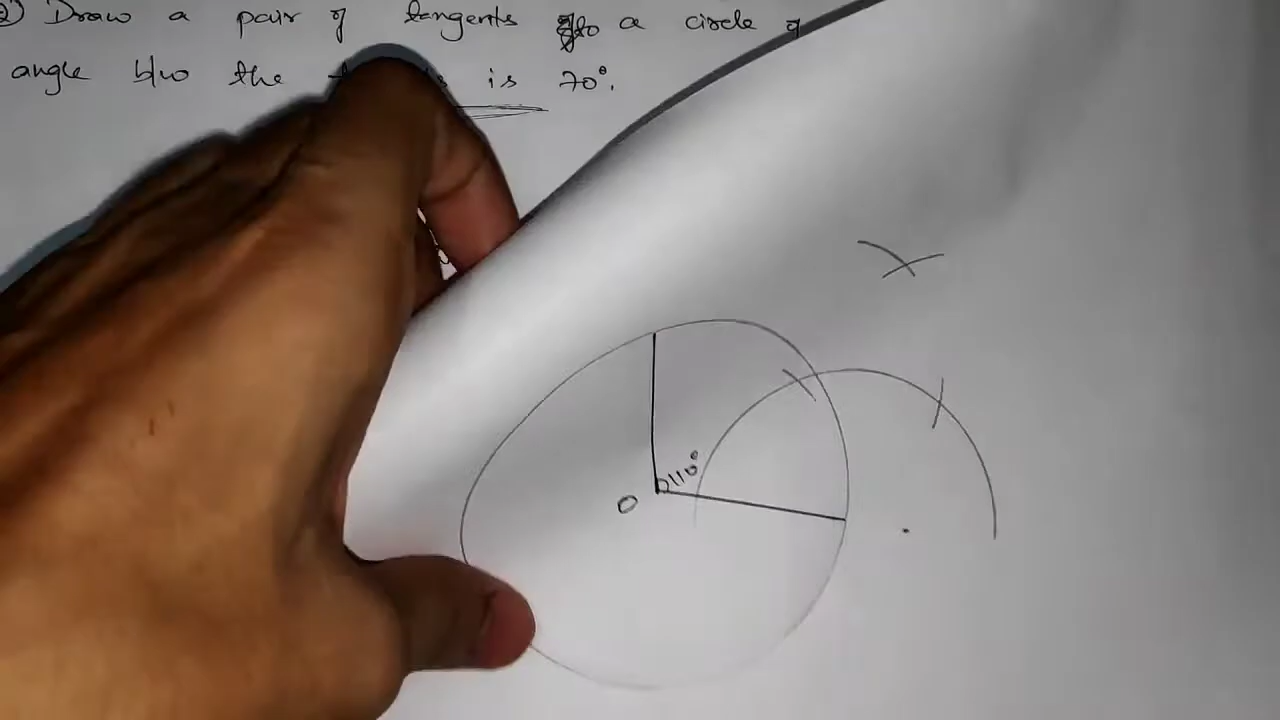 2) Draw a pair of tangents to a circle of
angle b/w the is 70°.
110°
O